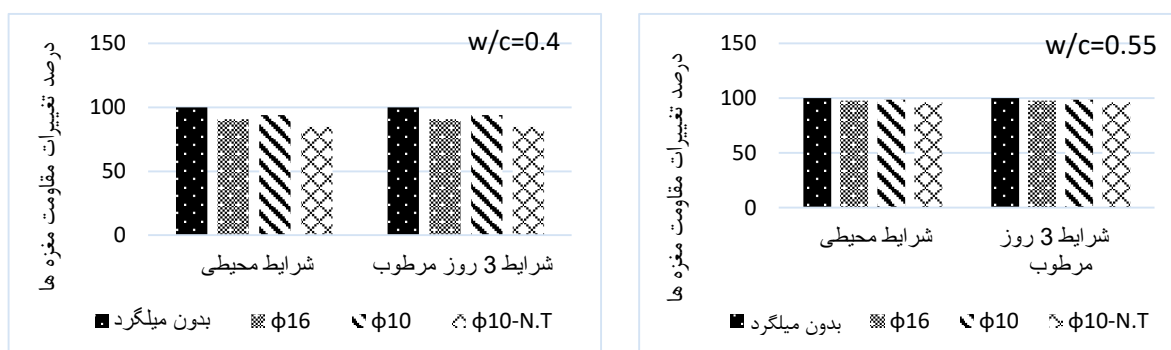 w/c=0.4
درصد تغییرات مقاومت مغزه ها
150
100
50
0
شرایط محیطی
شرایط 3 روز مرطوب
بدون میلگرد
ϕ16
ϕ10
ϕ10-N.T
w/c=0.55
درصد تغییرات مقاومت مغزه ها
150
100
50
0
شرایط محیطی
شرایط 3 روز
مرطوب
بدون میلگرد
ϕ16
ϕ10
ϕ10-N.T